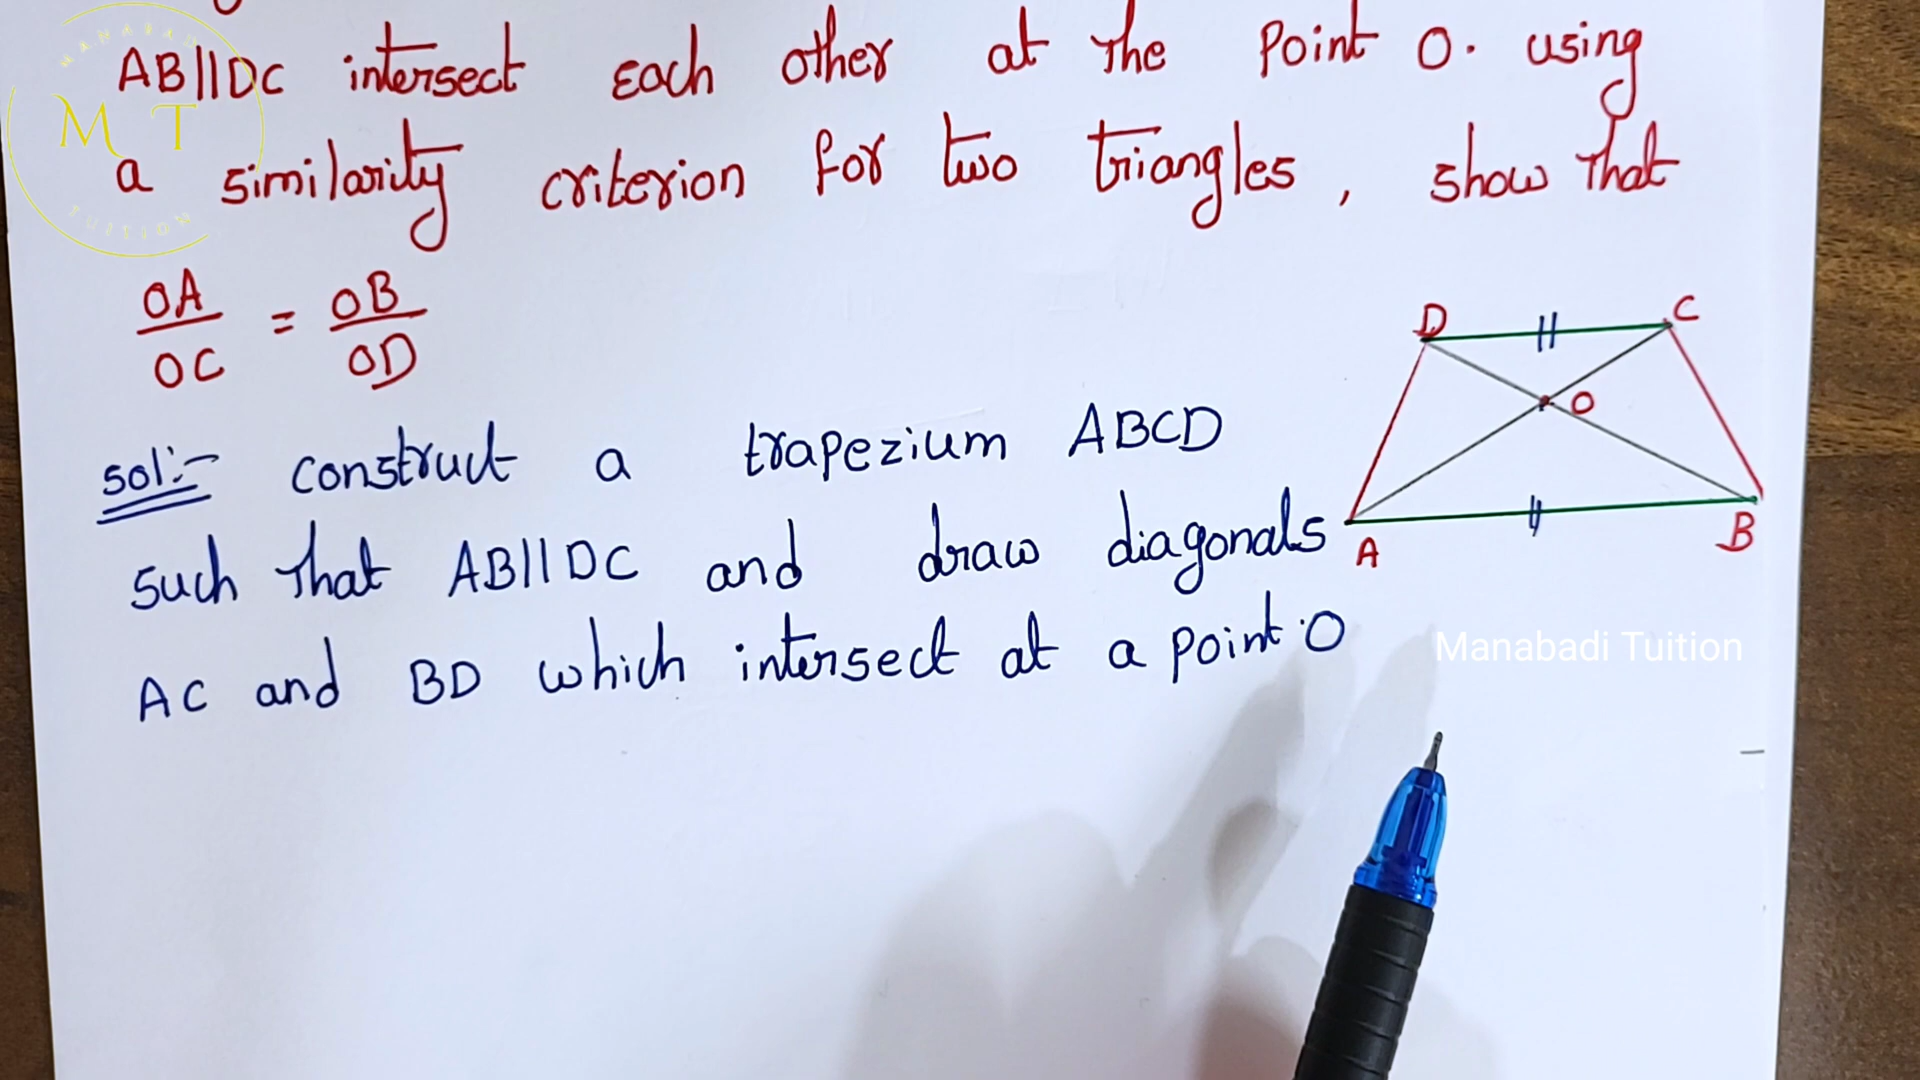 AB||DC intersect each other at the point O. using
a similarity criterion for two triangles, show that
OA/OC = OB/OD
sol:- construct a trapezium ABCD
such that AB||DC and draw diagonals
AC and BD which intersect at a point O
D C
O
A B
MANABADI
M T
TUITION
Manabadi Tuition